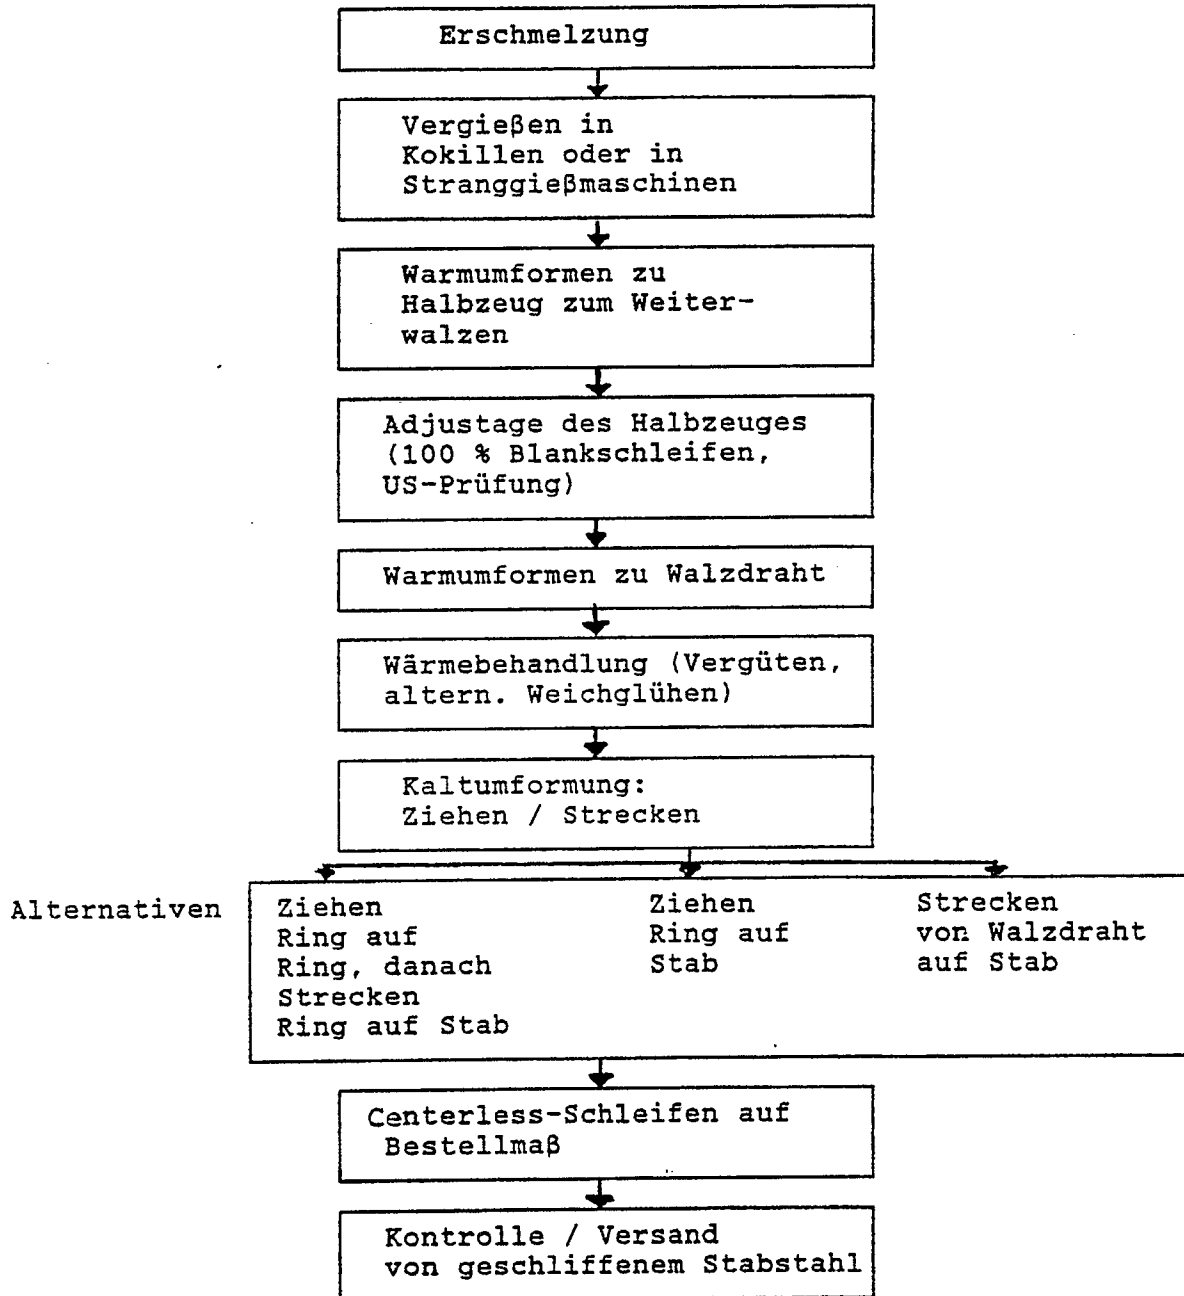 Erschmelzung
Vergießen in
Kokillen oder in
Stranggießmaschinen
Warmumformen zu
Halbzeug zum Weiter-
walzen
Adjustage des Halbzeuges
(100 % Blankschleifen,
US-Prüfung)
Warmumformen zu Walzdraht
Wärmebehandlung (Vergüten,
altern. Weichglühen)
Kaltumformung:
Ziehen / Strecken
Alternativen
Ziehen
Ring auf
Ring, danach
Strecken
Ring auf Stab
Ziehen
Ring auf
Stab
Strecken
von Walzdraht
auf Stab
Centerless-Schleifen auf
Bestellmaß
Kontrolle / Versand
von geschliffenem Stabstahl